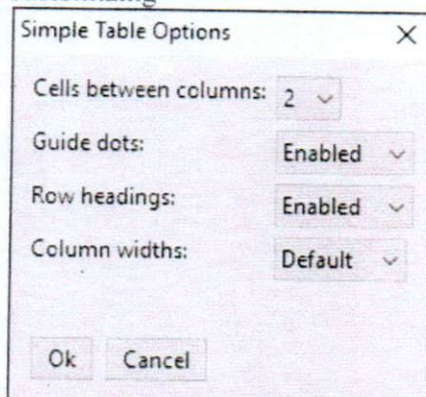 Simple Table Options
Cells between columns: 2
Guide dots: Enabled
Row headings: Enabled
Column widths: Default
Ok Cancel